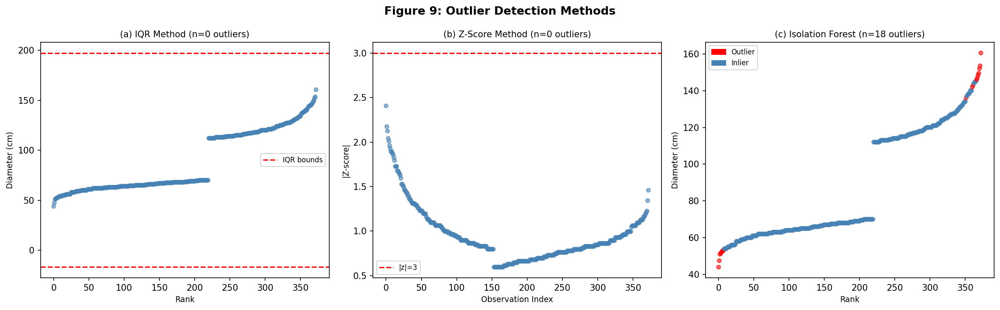 Figure 9: Outlier Detection Methods
(a) IQR Method (n=0 outliers)
200
150
100
50
0
Diameter (cm)
IQR bounds
0 50 100 150 200 250 300 350
Rank
(b) Z-Score Method (n=0 outliers)
3.0
2.5
2.0
1.5
1.0
0.5
|Z-score|
|z|=3
0 50 100 150 200 250 300 350
Observation Index
(c) Isolation Forest (n=18 outliers)
Outlier
Inlier
160
140
120
100
80
60
40
Diameter (cm)
0 50 100 150 200 250 300 350
Rank